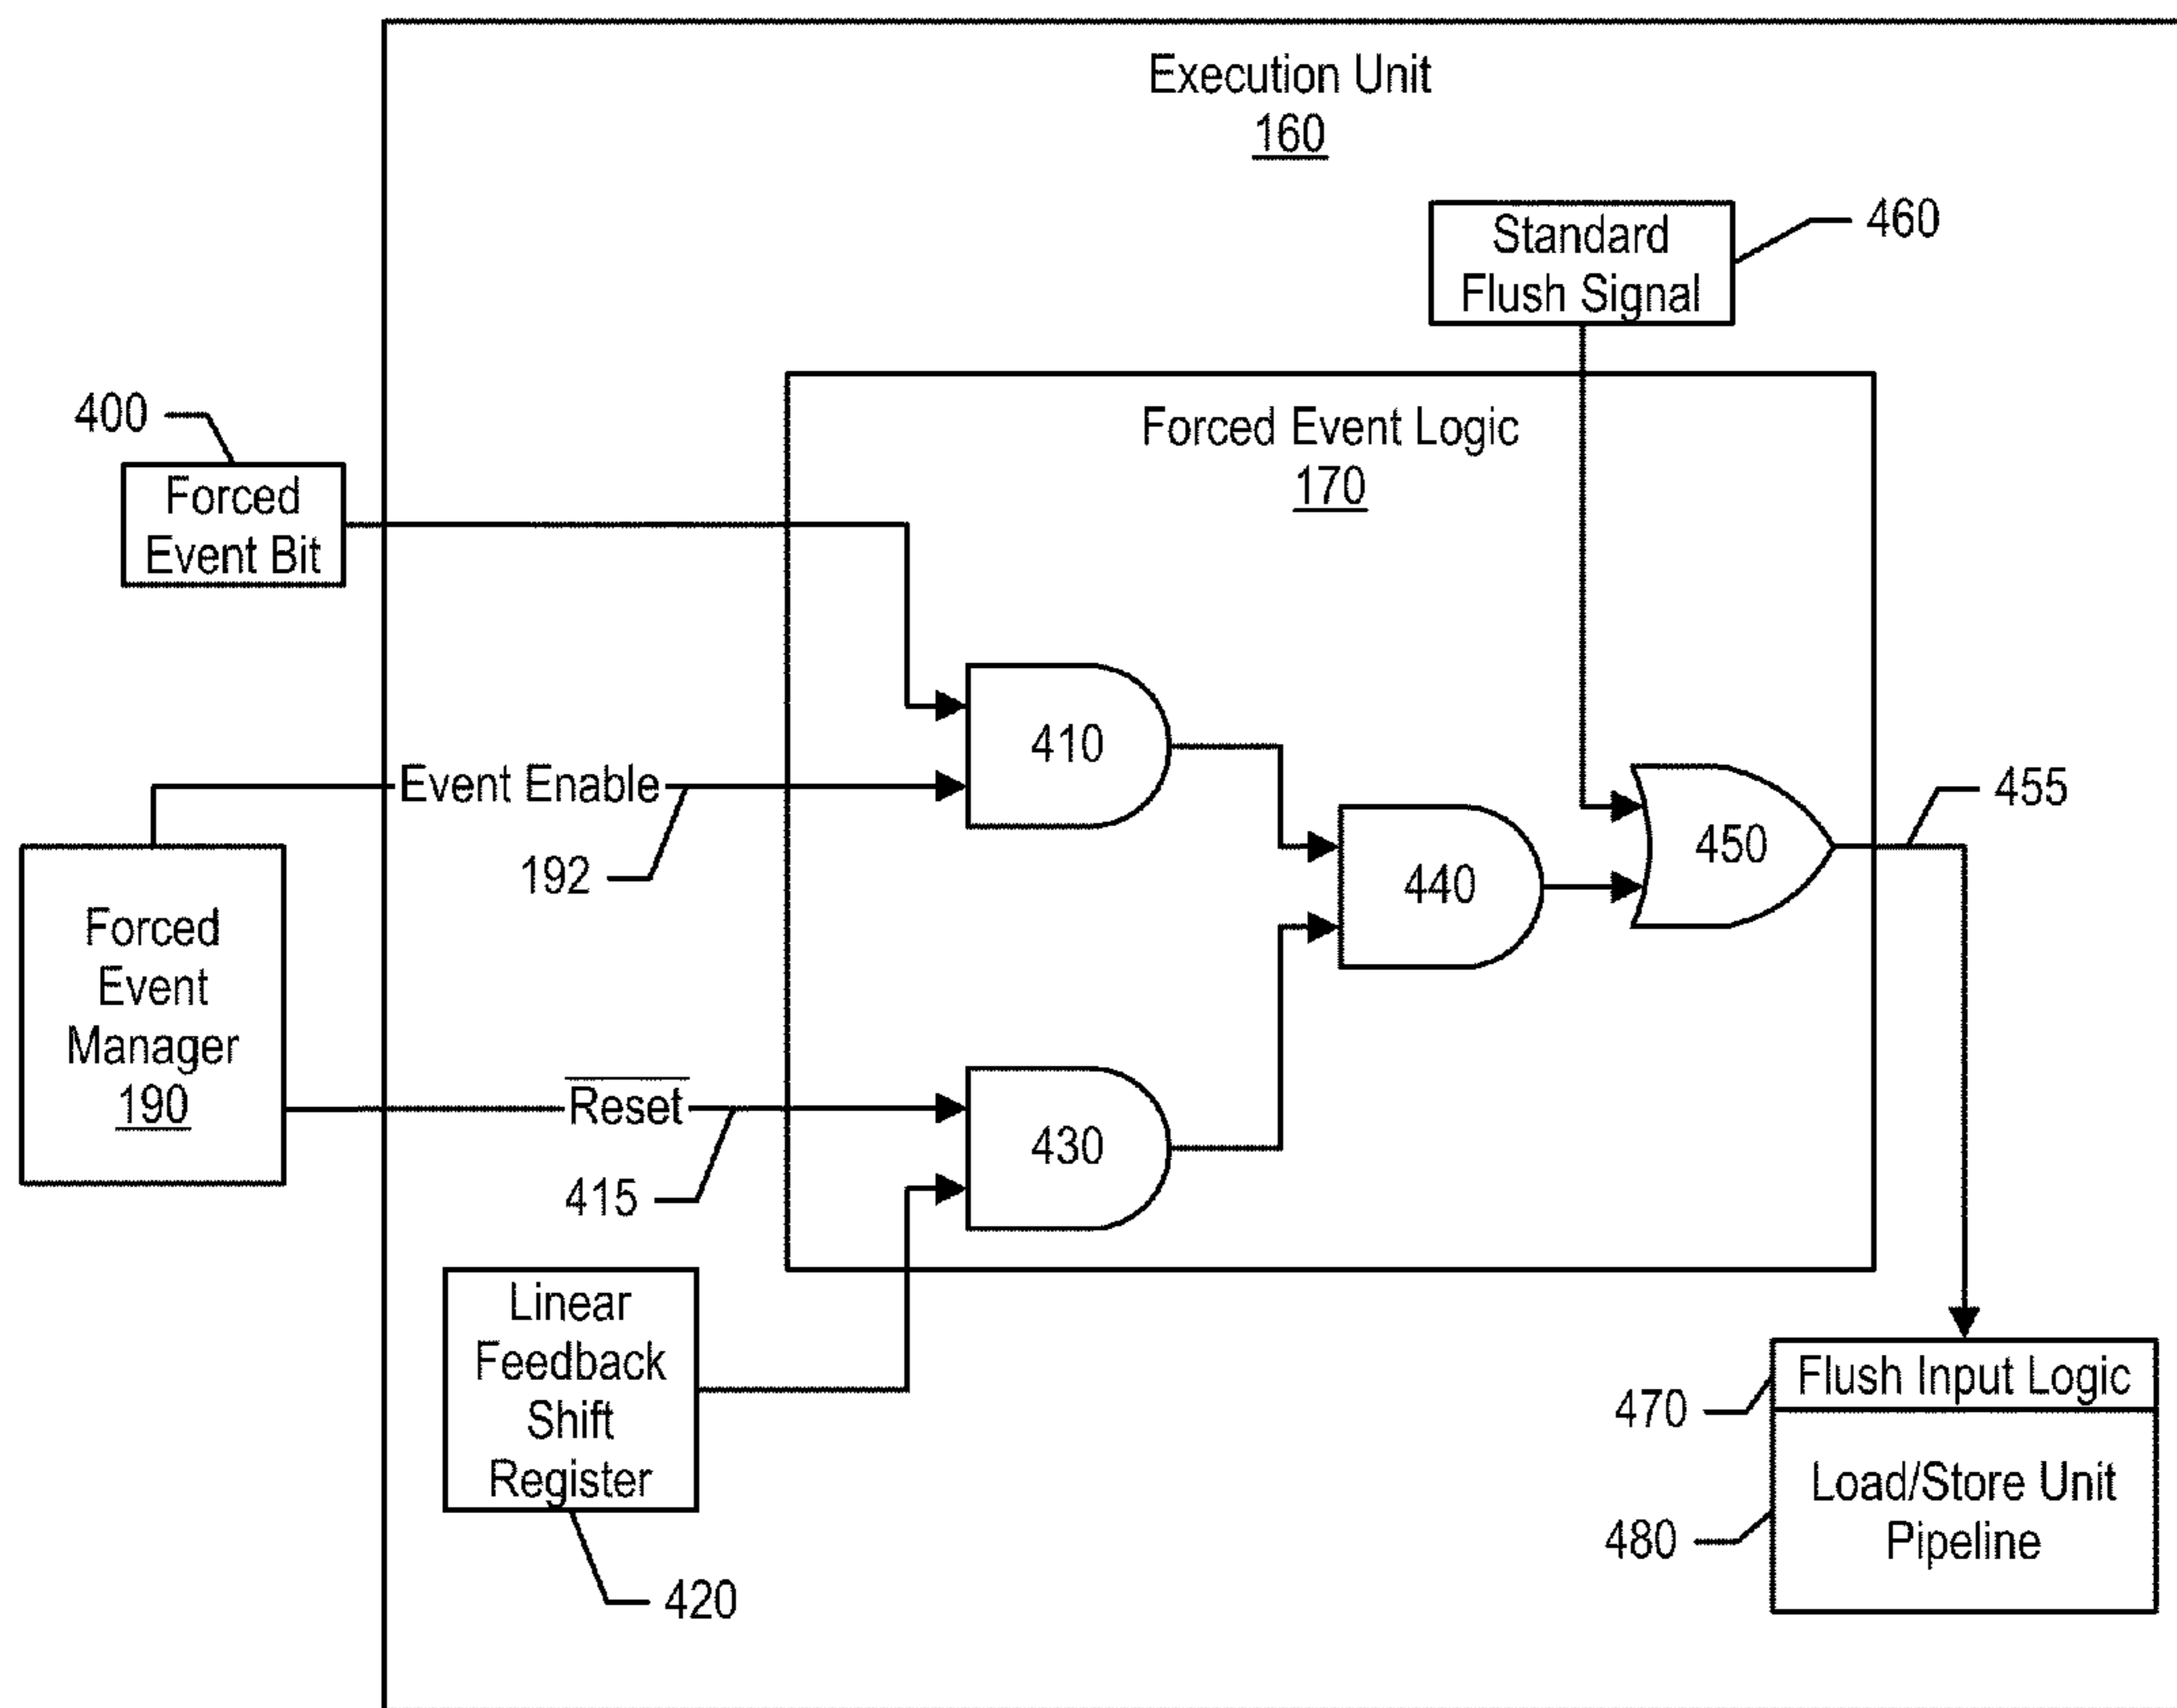 Execution Unit
160
Standard
Flush Signal
460
400
Forced Event Logic
170
Forced
Event Bit
410
Event Enable
192
455
450
440
Forced
Event
Manager
190
Reset
415
430
Linear
Feedback
Shift
Register
420
Flush Input Logic
470
Load/Store Unit
Pipeline
480